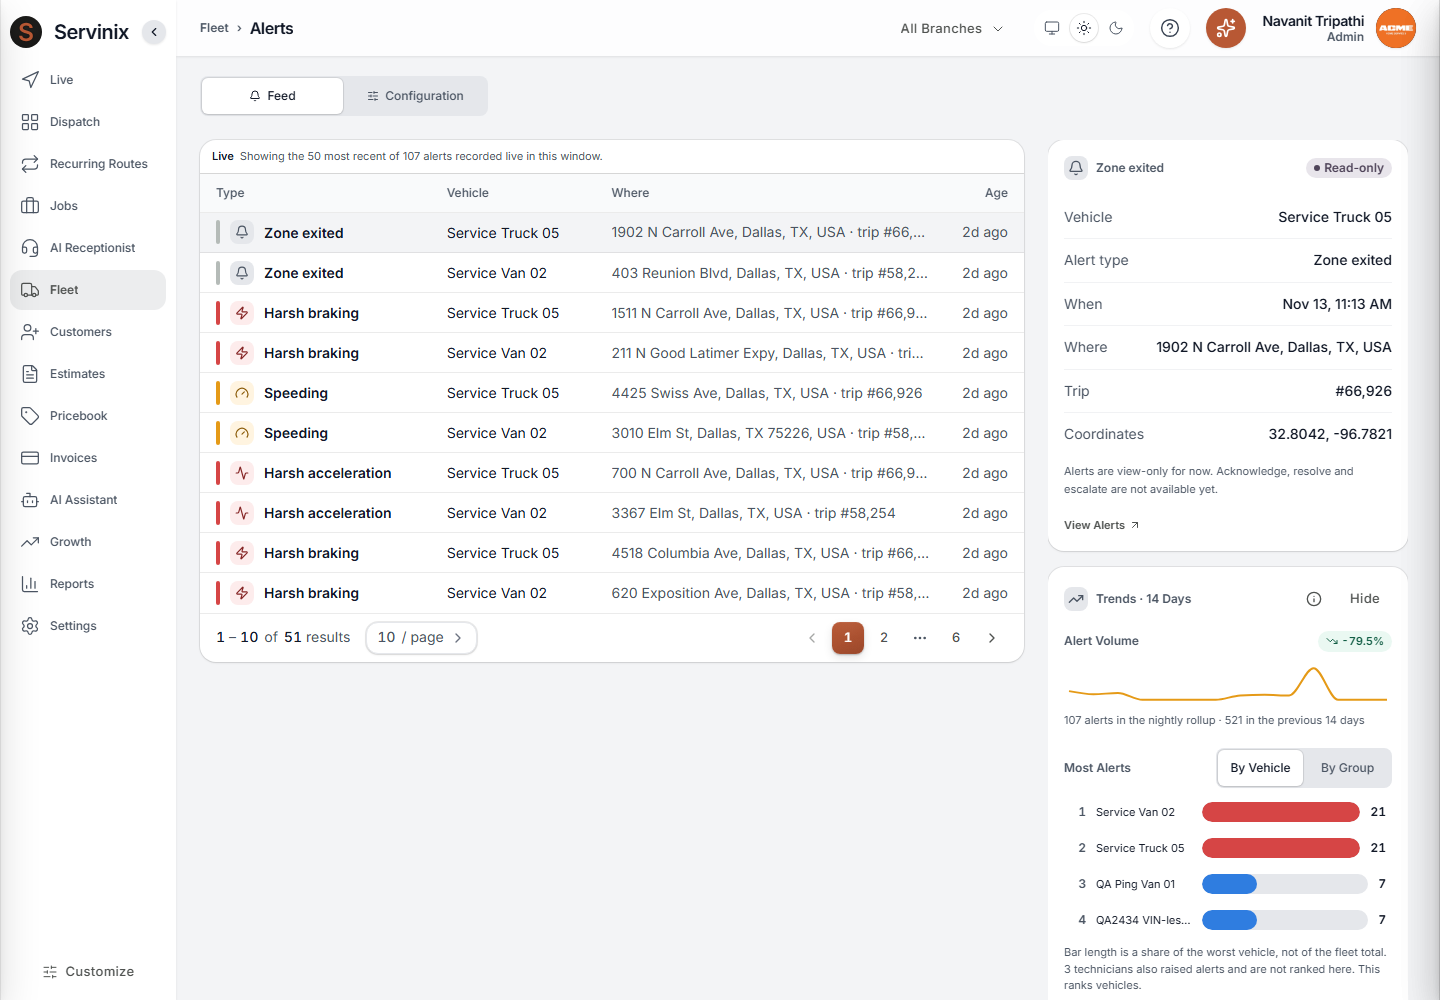 S
Servinix
Live
Dispatch
Recurring Routes
Jobs
AI Receptionist
Fleet
Customers
Estimates
Pricebook
Invoices
AI Assistant
Growth
Reports
Settings
Customize
Fleet › Alerts
All Branches
Navanit Tripathi
Admin
ACME
Feed
Configuration
Live Showing the 50 most recent of 107 alerts recorded live in this window.
Type Vehicle Where Age
Zone exited Service Truck 05 1902 N Carroll Ave, Dallas, TX, USA · trip #66,... 2d ago
Zone exited Service Van 02 403 Reunion Blvd, Dallas, TX, USA · trip #58,2... 2d ago
Harsh braking Service Truck 05 1511 N Carroll Ave, Dallas, TX, USA · trip #66,9... 2d ago
Harsh braking Service Van 02 211 N Good Latimer Expy, Dallas, TX, USA · tri... 2d ago
Speeding Service Truck 05 4425 Swiss Ave, Dallas, TX, USA · trip #66,926 2d ago
Speeding Service Van 02 3010 Elm St, Dallas, TX 75226, USA · trip #58,... 2d ago
Harsh acceleration Service Truck 05 700 N Carroll Ave, Dallas, TX, USA · trip #66,9... 2d ago
Harsh acceleration Service Van 02 3367 Elm St, Dallas, TX, USA · trip #58,254 2d ago
Harsh braking Service Truck 05 4518 Columbia Ave, Dallas, TX, USA · trip #66,... 2d ago
Harsh braking Service Van 02 620 Exposition Ave, Dallas, TX, USA · trip #58,... 2d ago
1 – 10 of 51 results 10 / page 1 2 ··· 6
Zone exited Read-only
Vehicle Service Truck 05
Alert type Zone exited
When Nov 13, 11:13 AM
Where 1902 N Carroll Ave, Dallas, TX, USA
Trip #66,926
Coordinates 32.8042, -96.7821
Alerts are view-only for now. Acknowledge, resolve and
escalate are not available yet.
View Alerts
Trends · 14 Days Hide
Alert Volume -79.5%
107 alerts in the nightly rollup · 521 in the previous 14 days
Most Alerts By Vehicle By Group
1 Service Van 02 21
2 Service Truck 05 21
3 QA Ping Van 01 7
4 QA2434 VIN-les... 7
Bar length is a share of the worst vehicle, not of the fleet total.
3 technicians also raised alerts and are not ranked here. This
ranks vehicles.